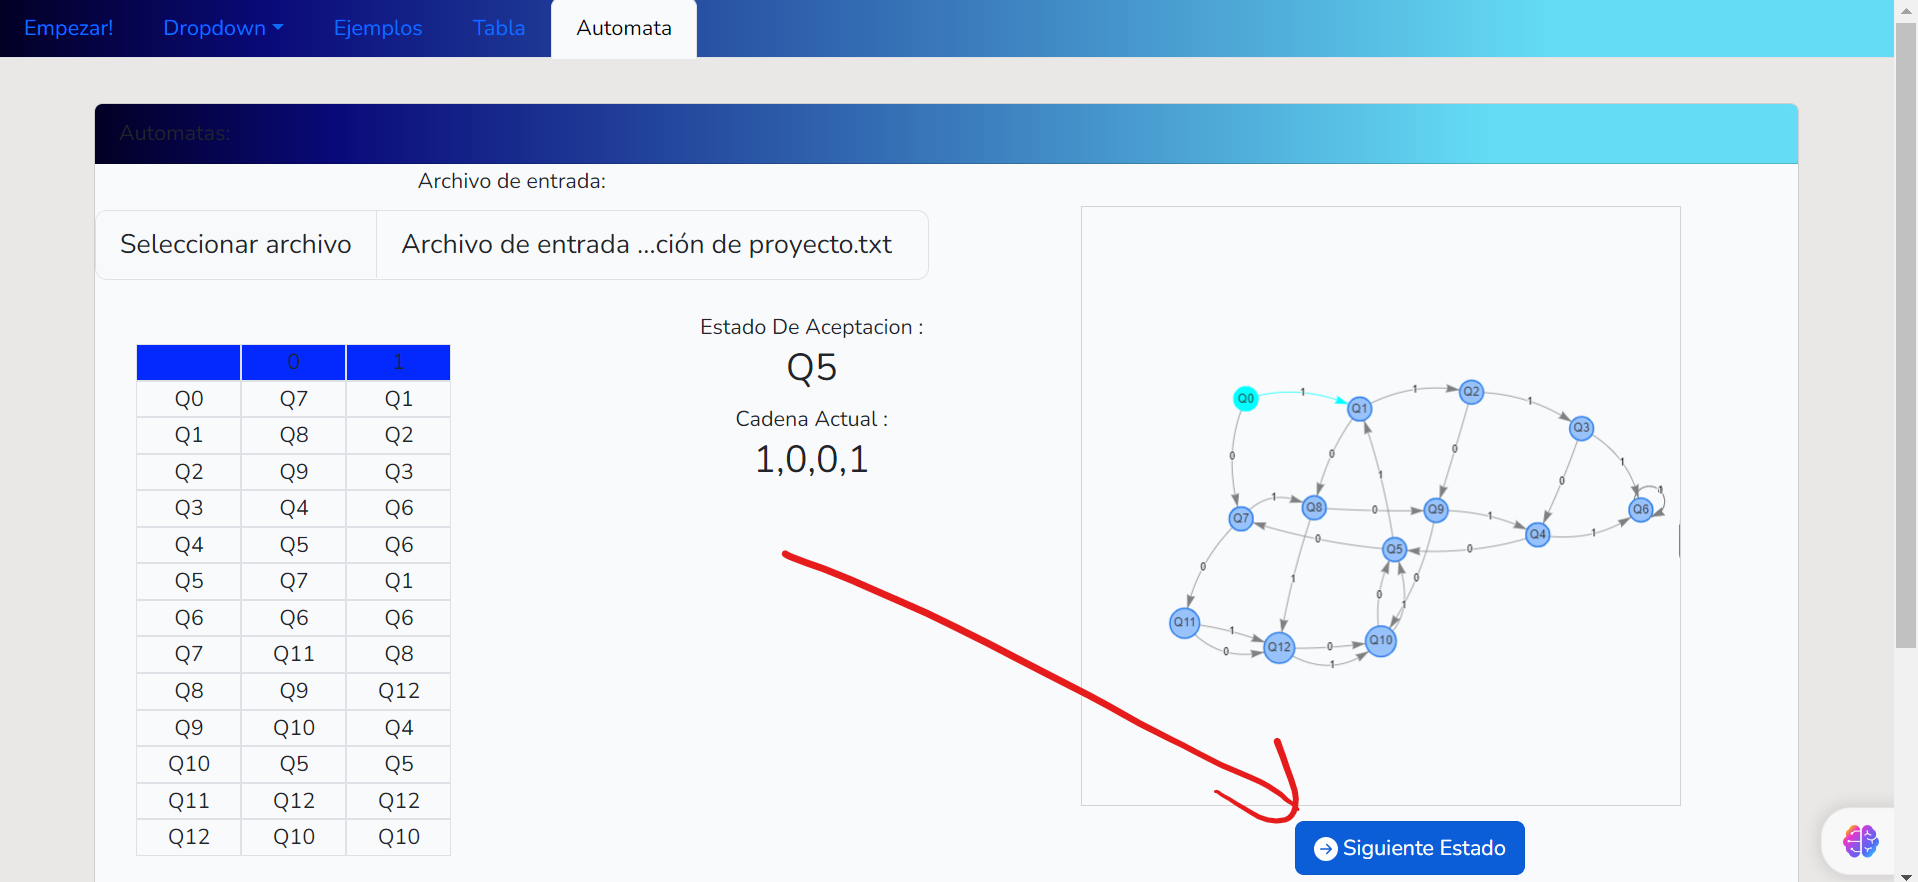 Empezar! Dropdown Ejemplos Tabla Automata
Automatas:
Archivo de entrada:
Seleccionar archivo Archivo de entrada ...ción de proyecto.txt
Estado De Aceptacion :
Q5
Cadena Actual :
1,0,0,1
0 1
Q0 Q7 Q1
Q1 Q8 Q2
Q2 Q9 Q3
Q3 Q4 Q6
Q4 Q5 Q6
Q5 Q7 Q1
Q6 Q6 Q6
Q7 Q11 Q8
Q8 Q9 Q12
Q9 Q10 Q4
Q10 Q5 Q5
Q11 Q12 Q12
Q12 Q10 Q10
Q0 1 Q1 1 Q2 1 Q3
0 0 0 1 0 1
Q7 1 Q8 0 Q9 1 Q4 1 Q6 1
0 Q5 0
0 1 0 1 0
Q11 1 0 Q12 0 1 Q10
Siguiente Estado